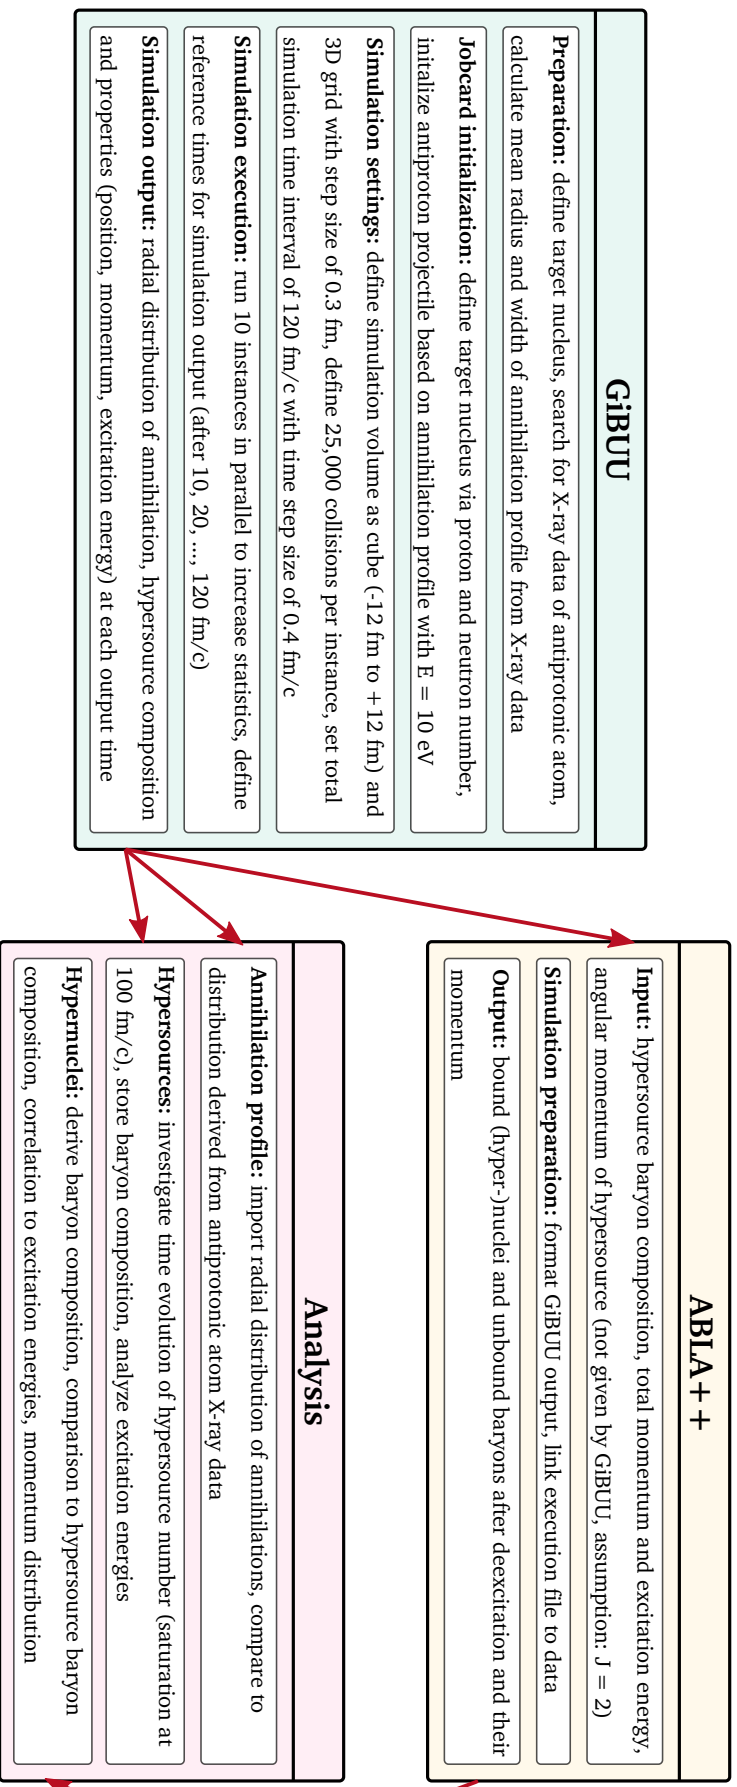 GiBUU
Preparation: define target nucleus, search for X-ray data of antiprotonic atom,
calculate mean radius and width of annihilation profile from X-ray data
Jobcard initialization: define target nucleus via proton and neutron number,
initalize antiproton projectile based on annihilation profile with E = 10 eV
Simulation settings: define simulation volume as cube (-12 fm to +12 fm) and
3D grid with step size of 0.3 fm, define 25,000 collisions per instance, set total
simulation time interval of 120 fm/c with time step size of 0.4 fm/c
Simulation execution: run 10 instances in parallel to increase statistics, define
reference times for simulation output (after 10, 20, ..., 120 fm/c)
Simulation output: radial distribution of annihilation, hypersource composition
and properties (position, momentum, excitation energy) at each output time
ABLA++
Input: hypersource baryon composition, total momentum and excitation energy,
angular momentum of hypersource (not given by GiBUU, assumption: J = 2)
Simulation preparation: format GiBUU output, link execution file to data
Output: bound (hyper-)nuclei and unbound baryons after deexcitation and their
momentum
Analysis
Annihilation profile: import radial distribution of annihilations, compare to
distribution derived from antiprotonic atom X-ray data
Hypersources: investigate time evolution of hypersource number (saturation at
100 fm/c), store baryon composition, analyze excitation energies
Hypernuclei: derive baryon composition, comparison to hypersource baryon
composition, correlation to excitation energies, momentum distribution